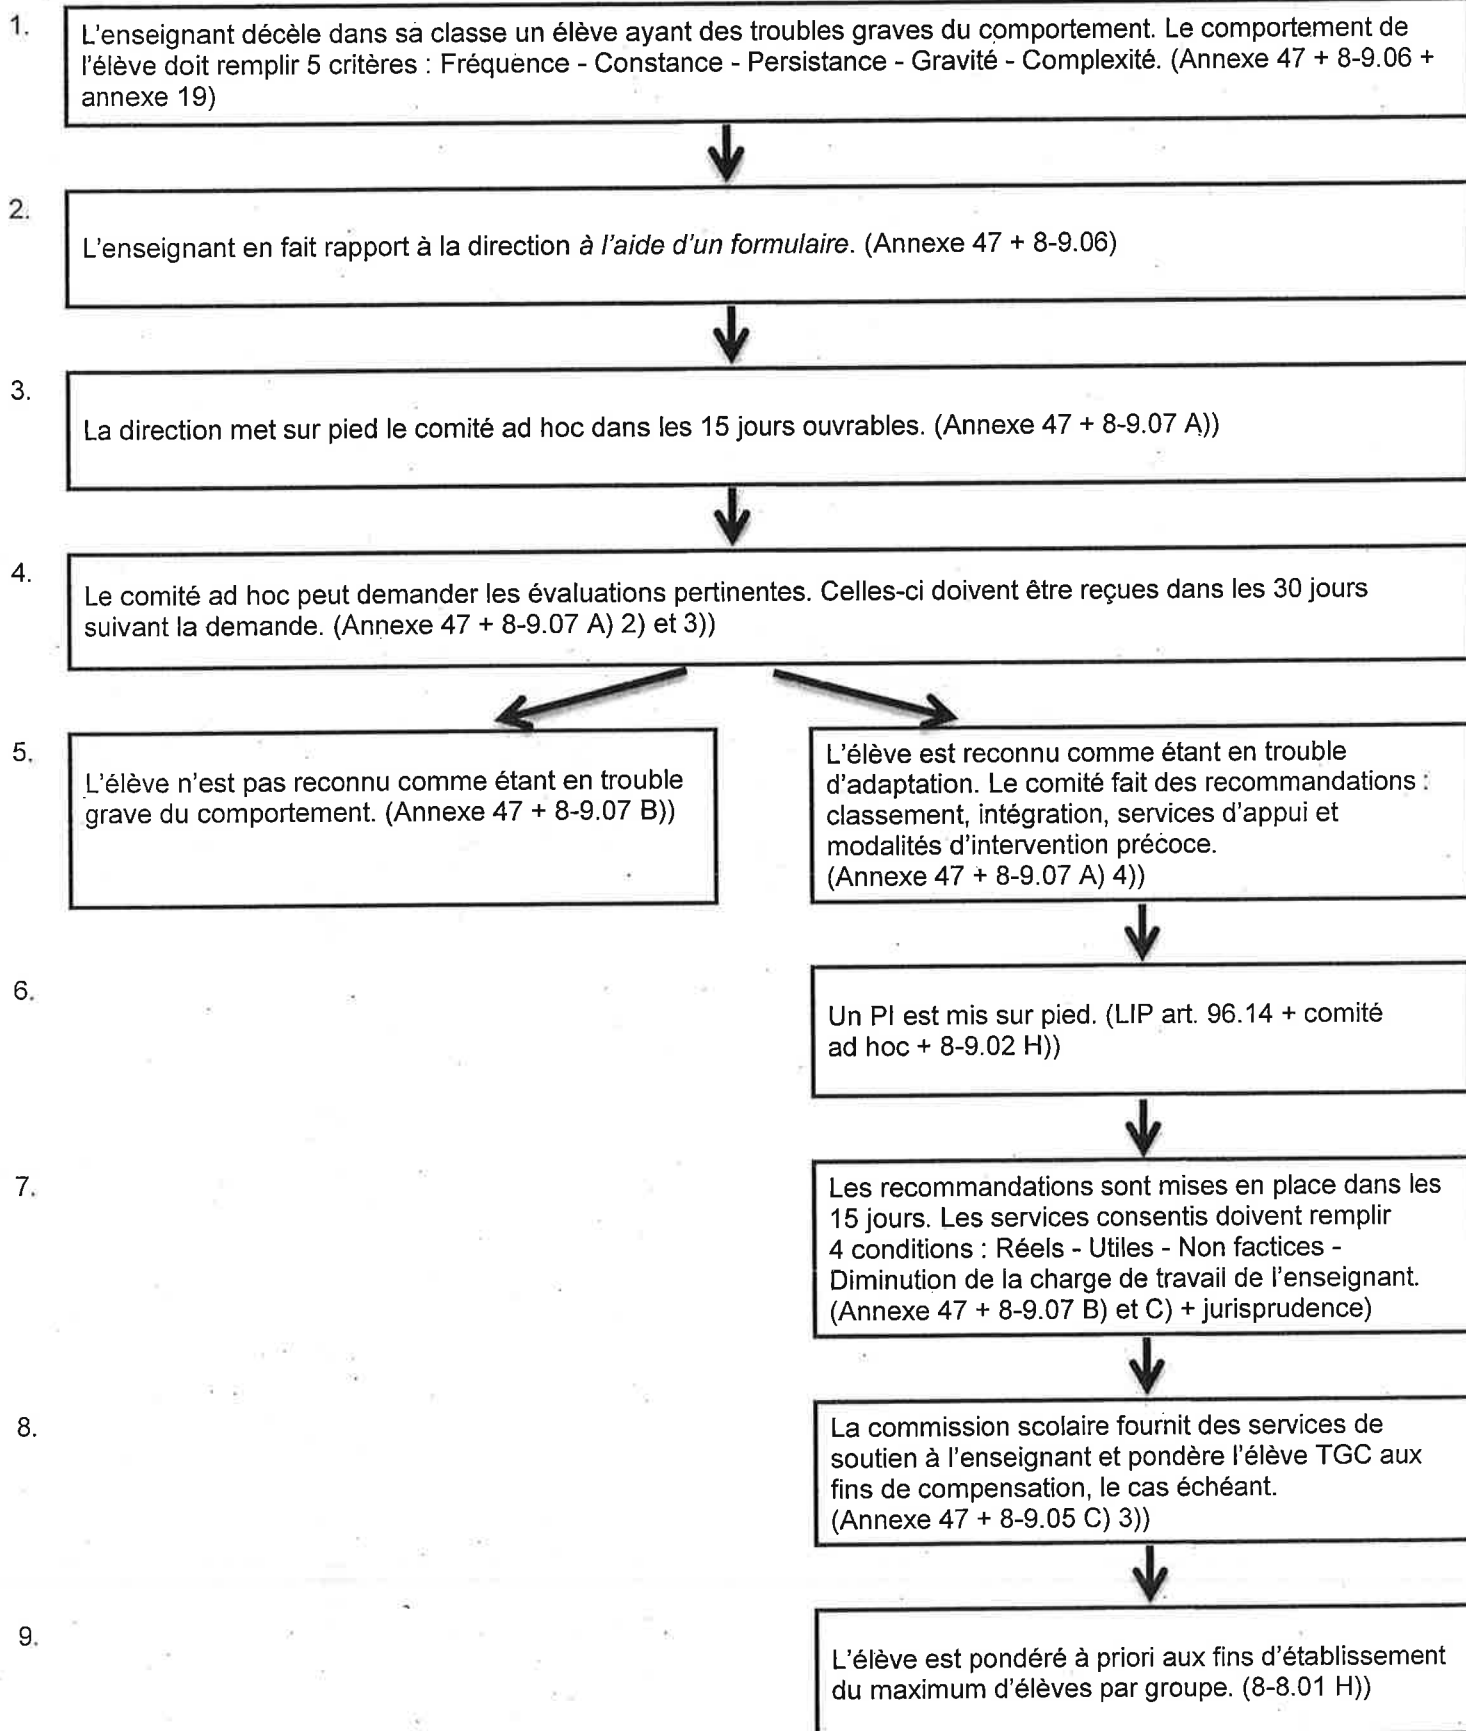 1.
L'enseignant décèle dans sa classe un élève ayant des troubles graves du comportement. Le comportement de
l'élève doit remplir 5 critères : Fréquence - Constance - Persistance - Gravité - Complexité. (Annexe 47 + 8-9.06 +
annexe 19)
2.
L'enseignant en fait rapport à la direction à l'aide d'un formulaire. (Annexe 47 + 8-9.06)
3.
La direction met sur pied le comité ad hoc dans les 15 jours ouvrables. (Annexe 47 + 8-9.07 A))
4.
Le comité ad hoc peut demander les évaluations pertinentes. Celles-ci doivent être reçues dans les 30 jours
suivant la demande. (Annexe 47 + 8-9.07 A) 2) et 3))
5.
L'élève n'est pas reconnu comme étant en trouble
grave du comportement. (Annexe 47 + 8-9.07 B))
L'élève est reconnu comme étant en trouble
d'adaptation. Le comité fait des recommandations :
classement, intégration, services d'appui et
modalités d'intervention précoce.
(Annexe 47 + 8-9.07 A) 4))
6.
Un PI est mis sur pied. (LIP art. 96.14 + comité
ad hoc + 8-9.02 H))
7.
Les recommandations sont mises en place dans les
15 jours. Les services consentis doivent remplir
4 conditions : Réels - Utiles - Non factices -
Diminution de la charge de travail de l'enseignant.
(Annexe 47 + 8-9.07 B) et C) + jurisprudence)
8.
La commission scolaire fournit des services de
soutien à l'enseignant et pondère l'élève TGC aux
fins de compensation, le cas échéant.
(Annexe 47 + 8-9.05 C) 3))
9.
L'élève est pondéré à priori aux fins d'établissement
du maximum d'élèves par groupe. (8-8.01 H))